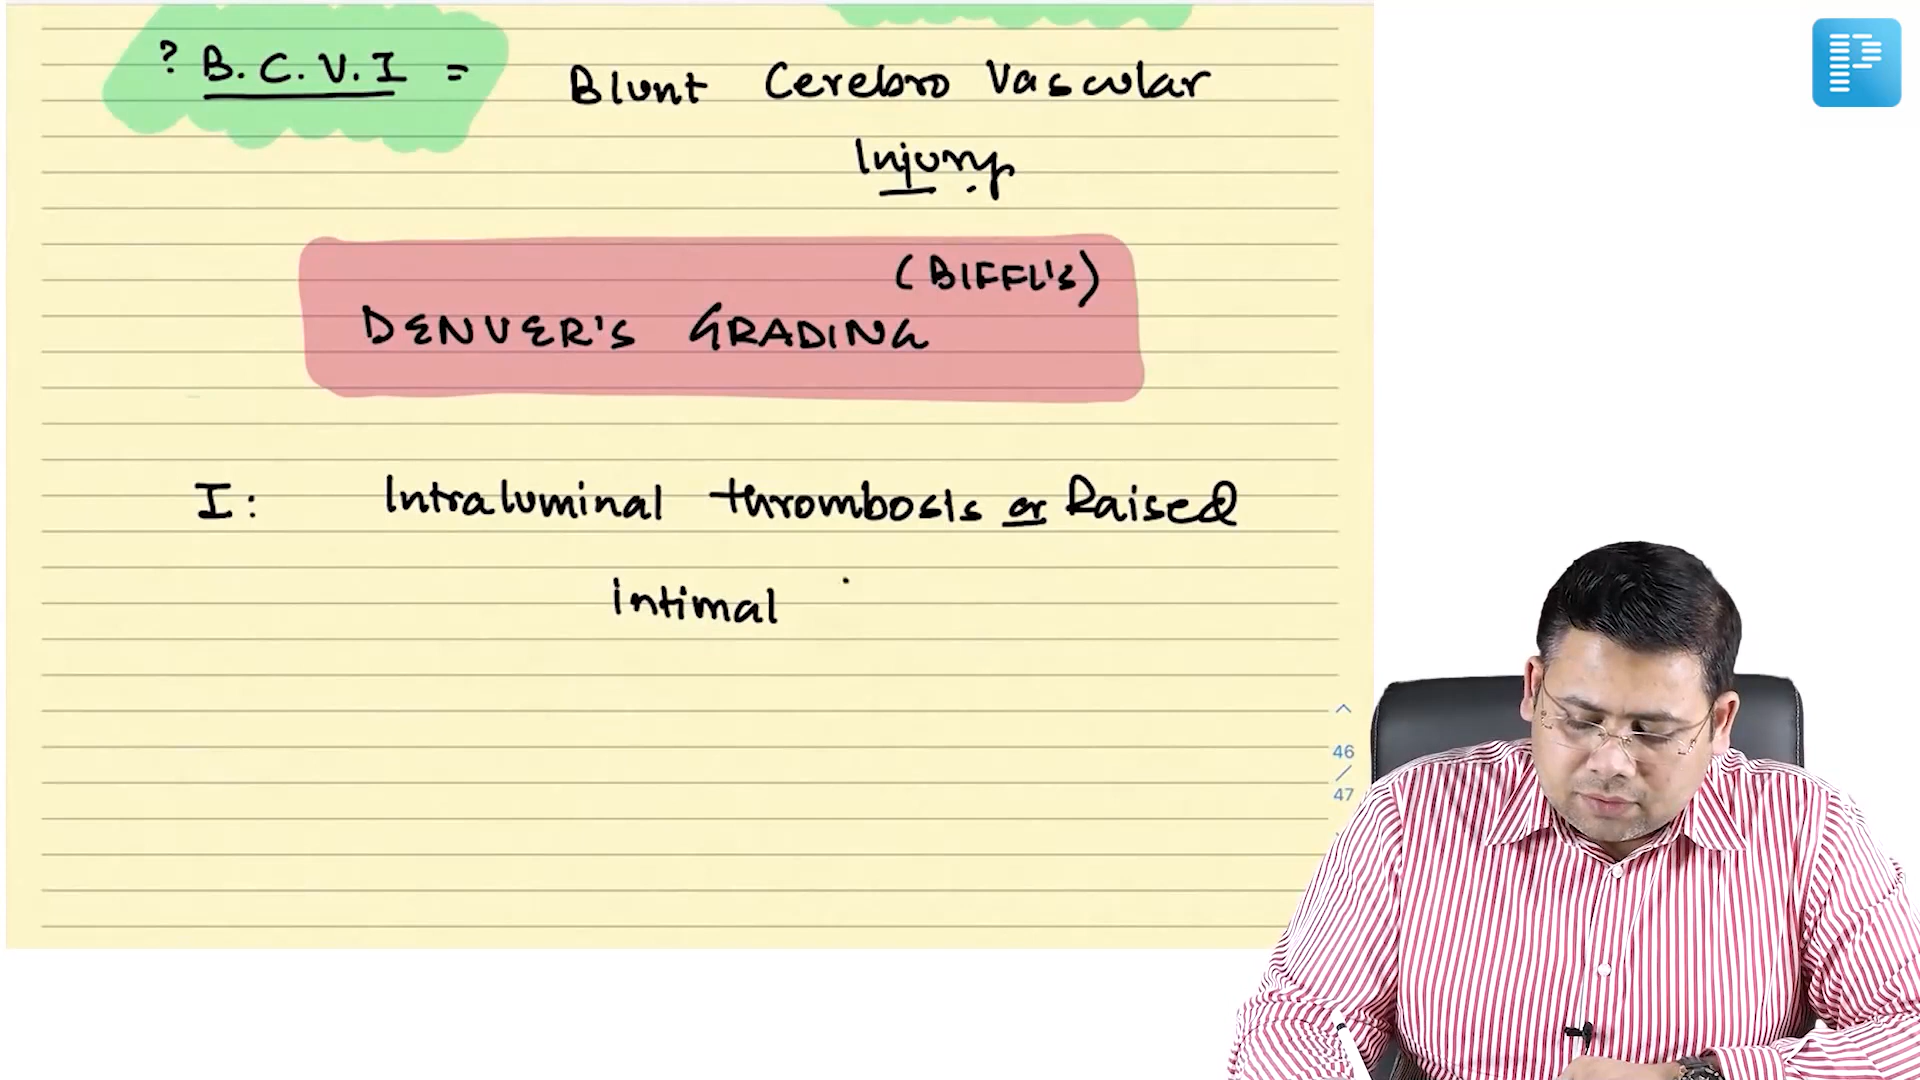 ? B.C.V.I = Blunt Cerebro Vascular
Injury
(BIFFL'S)
DENVER'S GRADING
I: Intraluminal thrombosis or Raised
intimal
46
/
47